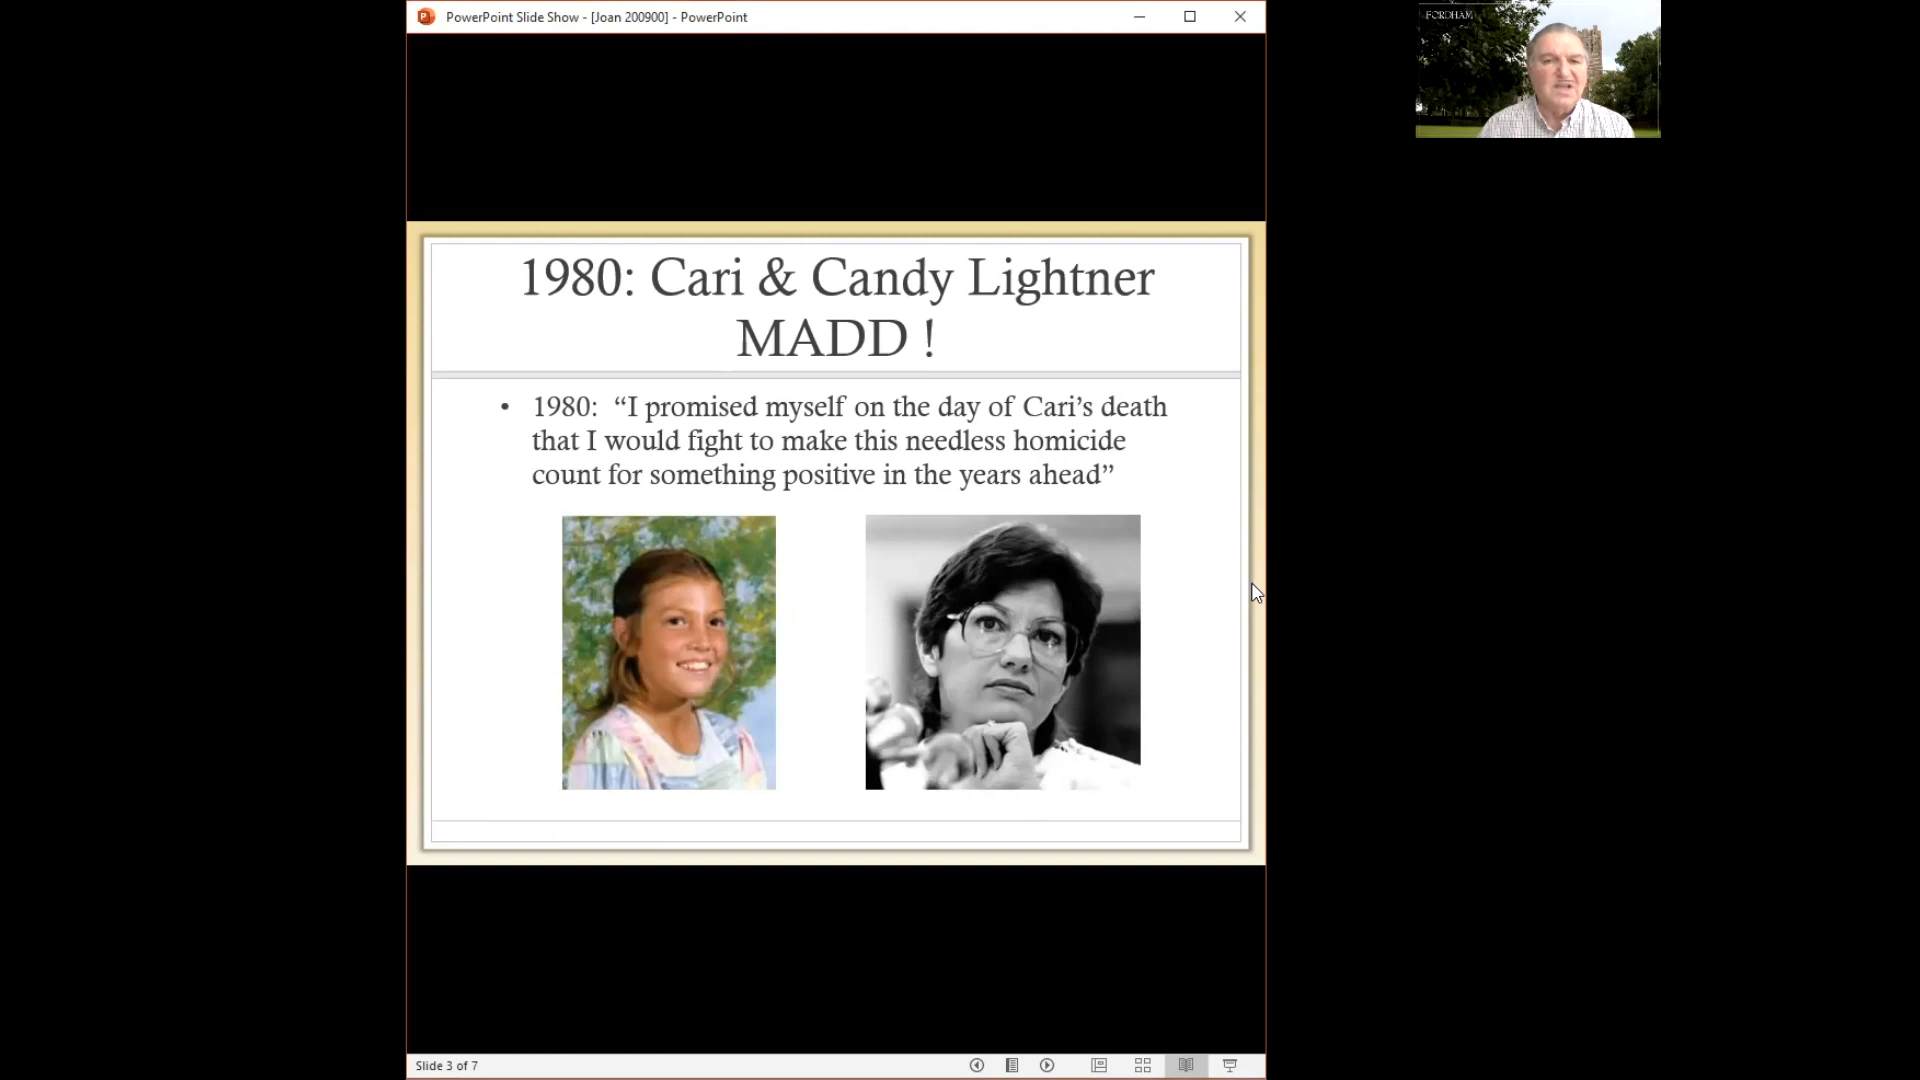 PowerPoint Slide Show - [Joan 200900] - PowerPoint
FORDHAM
1980: Cari & Candy Lightner
MADD !
• 1980: “I promised myself on the day of Cari’s death
that I would fight to make this needless homicide
count for something positive in the years ahead”
Slide 3 of 7